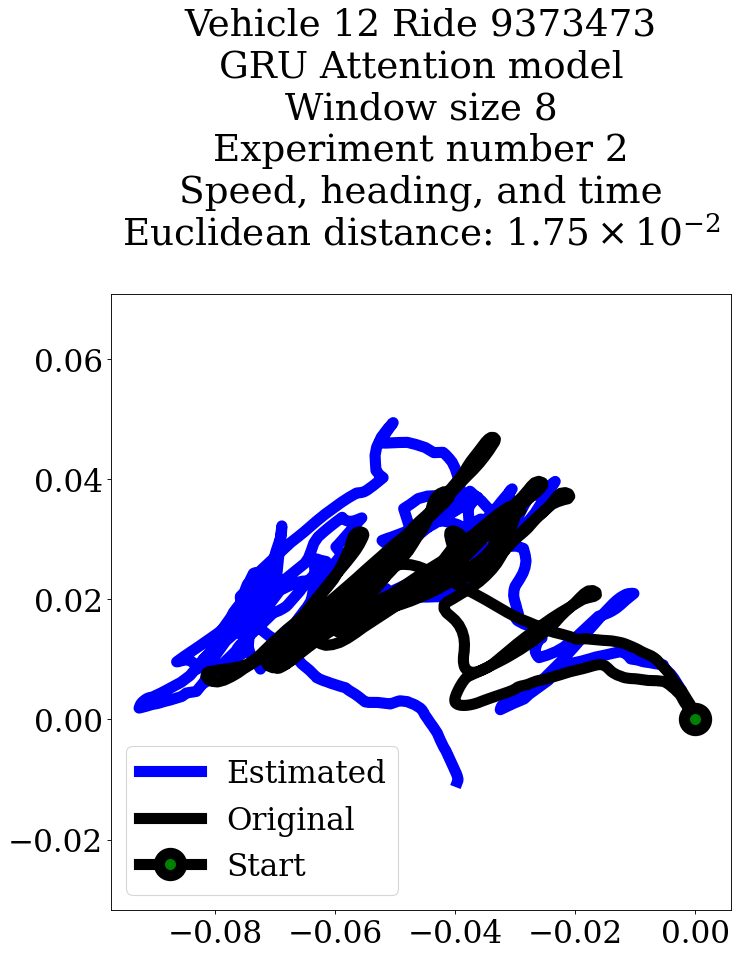 Vehicle 12 Ride 9373473
GRU Attention model
Window size 8
Experiment number 2
Speed, heading, and time
Euclidean distance: 1.75 × 10⁻²
0.06
0.04
0.02
0.00
−0.02
Estimated
Original
Start
−0.08 −0.06 −0.04 −0.02 0.00